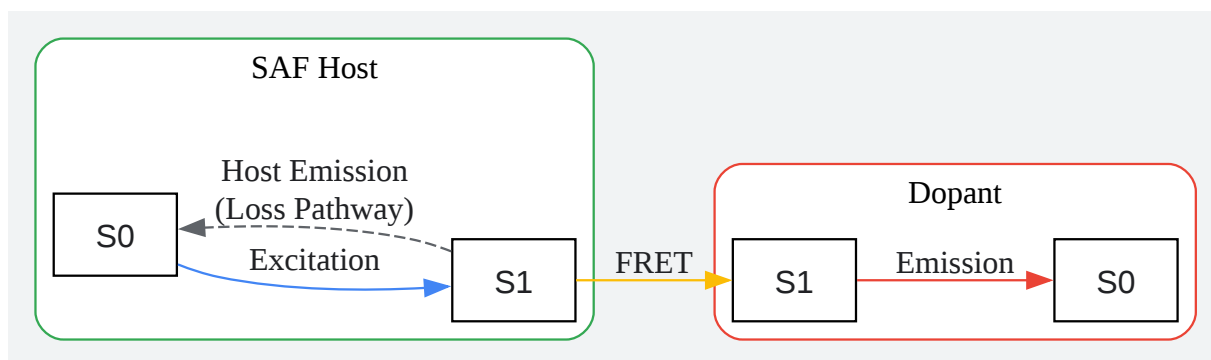 SAF Host
Host Emission
(Loss Pathway)
S0
Excitation
S1
FRET
Dopant
S1
Emission
S0